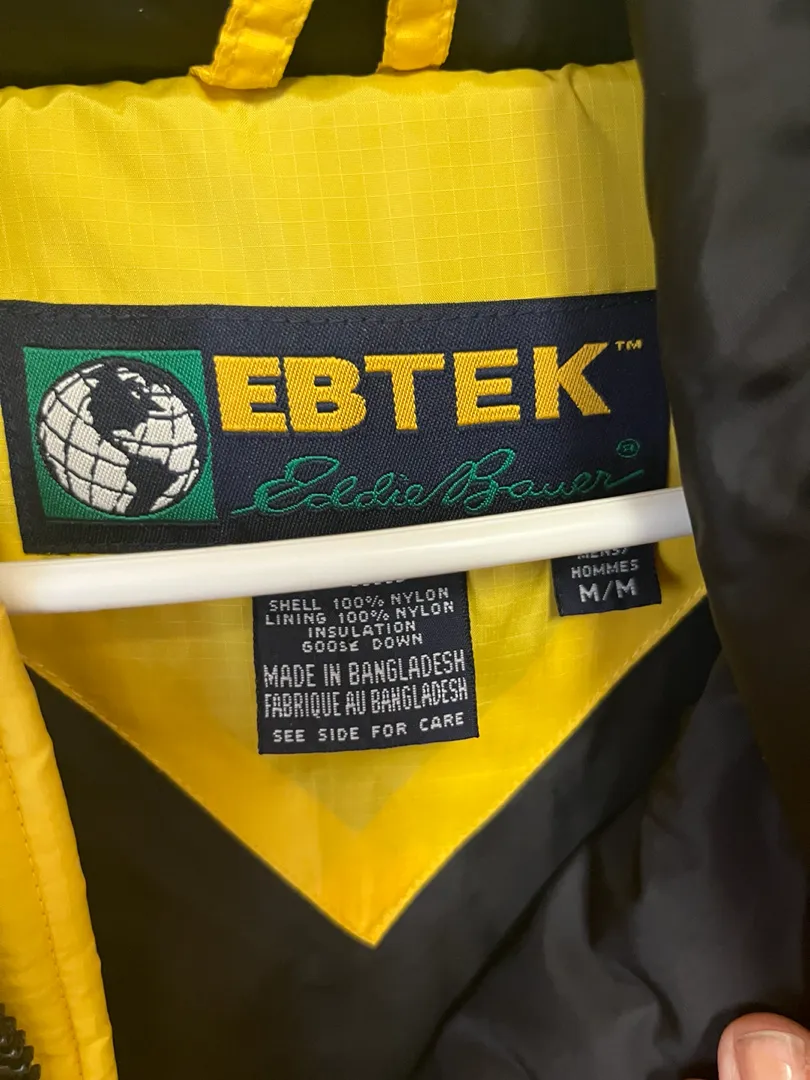 EBTEK™
Eddie Bauer®
MENS/
HOMMES
M/M
SHELL 100% NYLON
LINING 100% NYLON
INSULATION
GOOSE DOWN
MADE IN BANGLADESH
FABRIQUE AU BANGLADESH
SEE SIDE FOR CARE